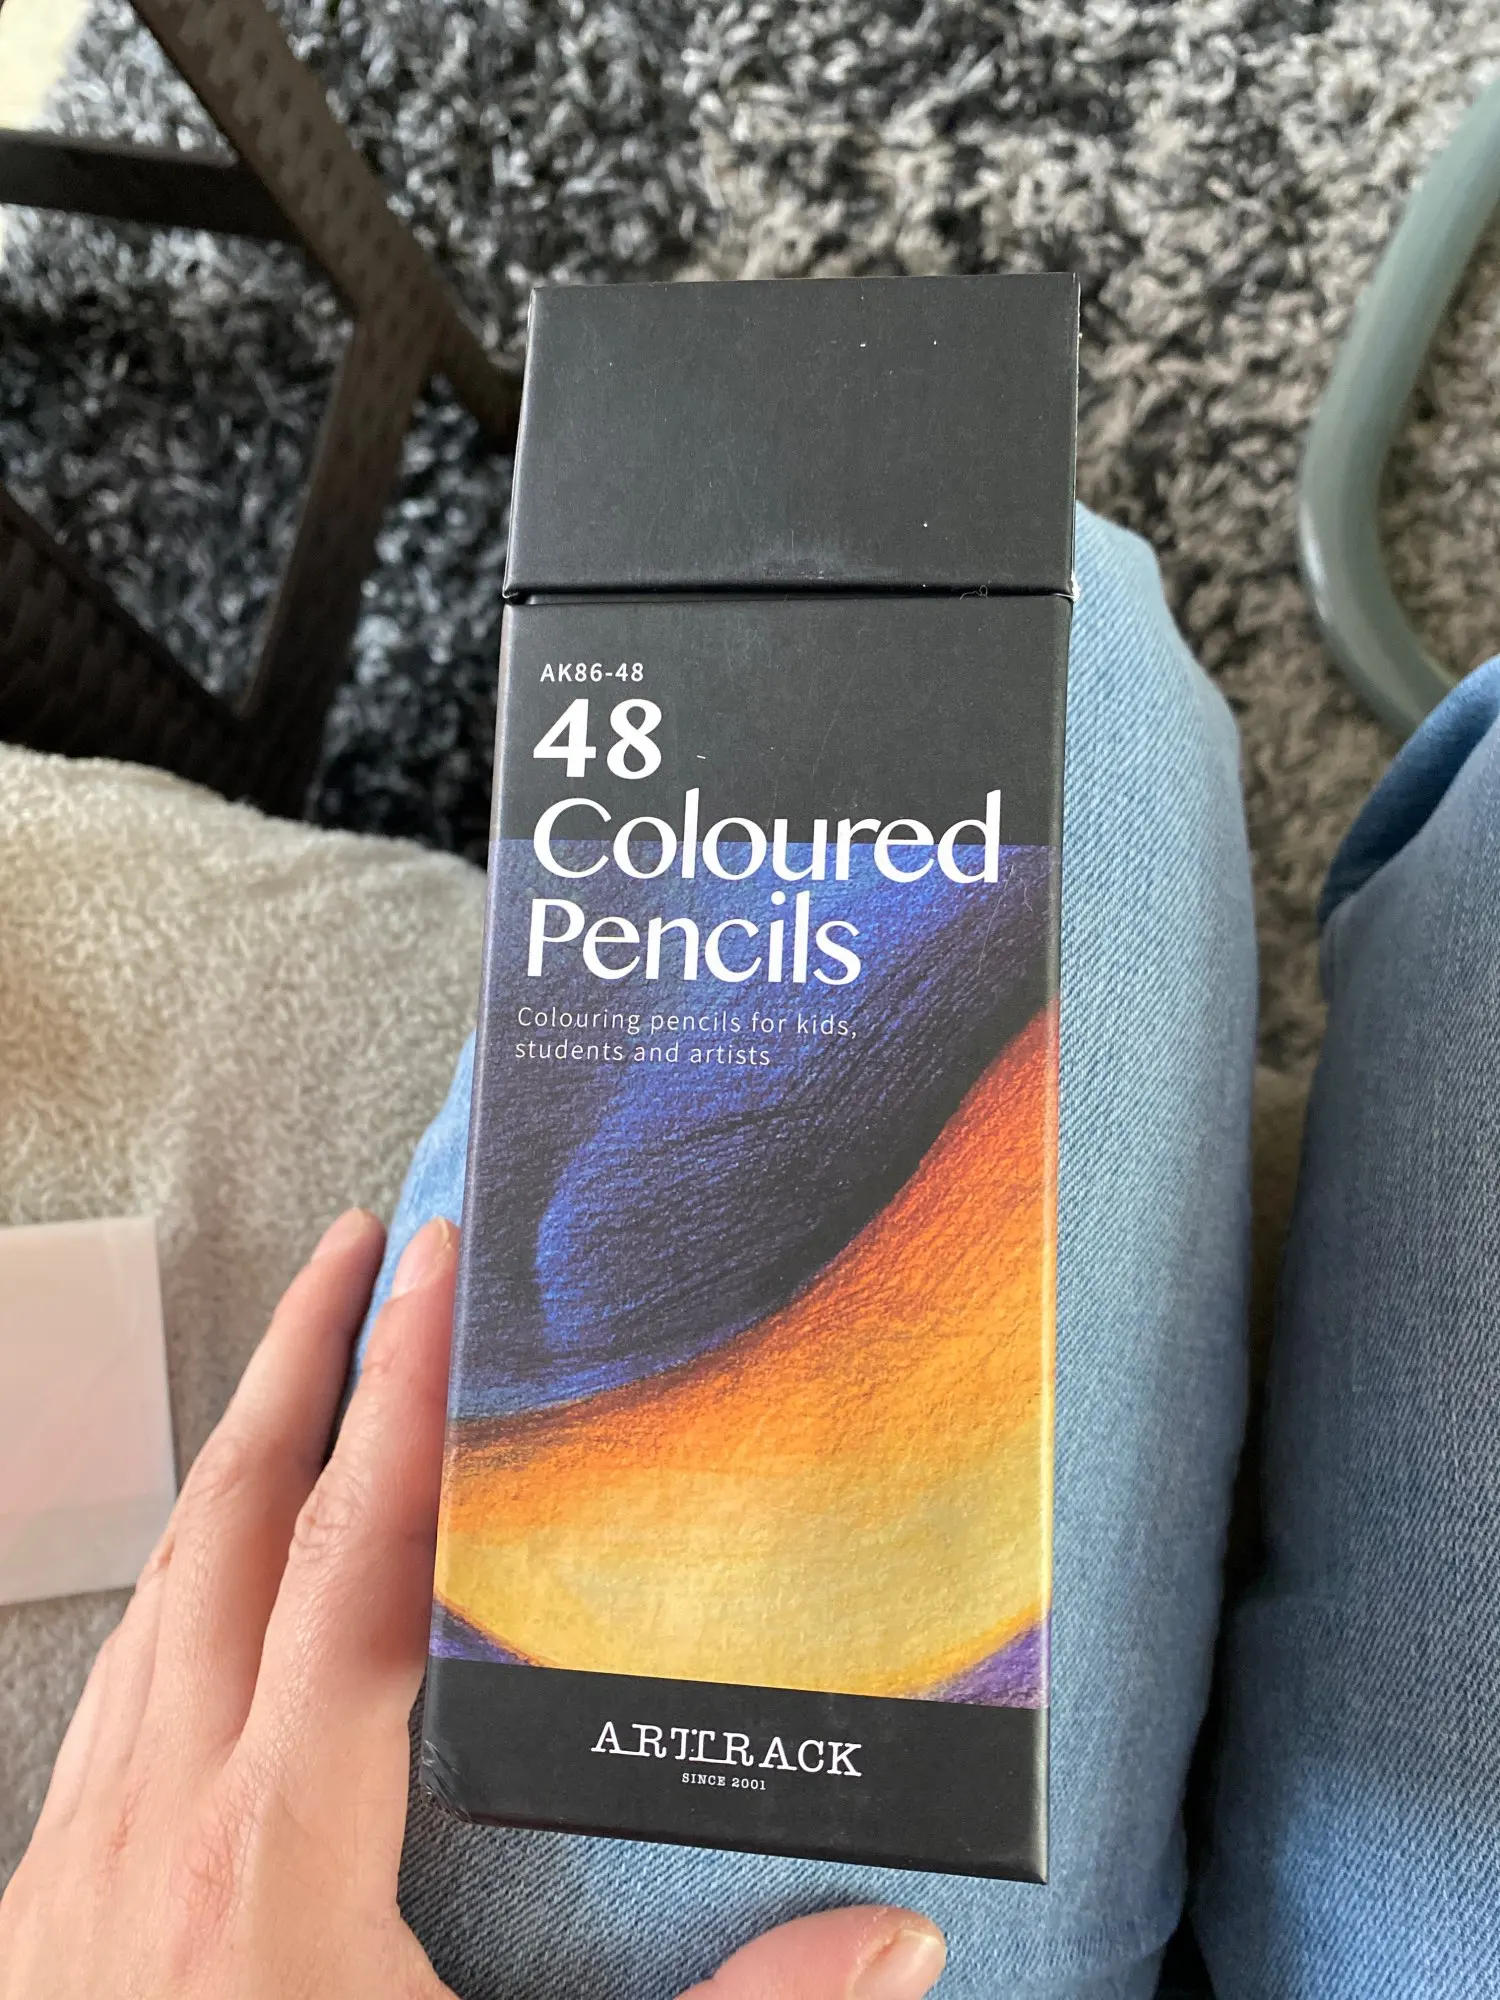 AK86-48
48
Coloured
Pencils
Colouring pencils for kids,
students and artists
ARTTRACK
SINCE 2001